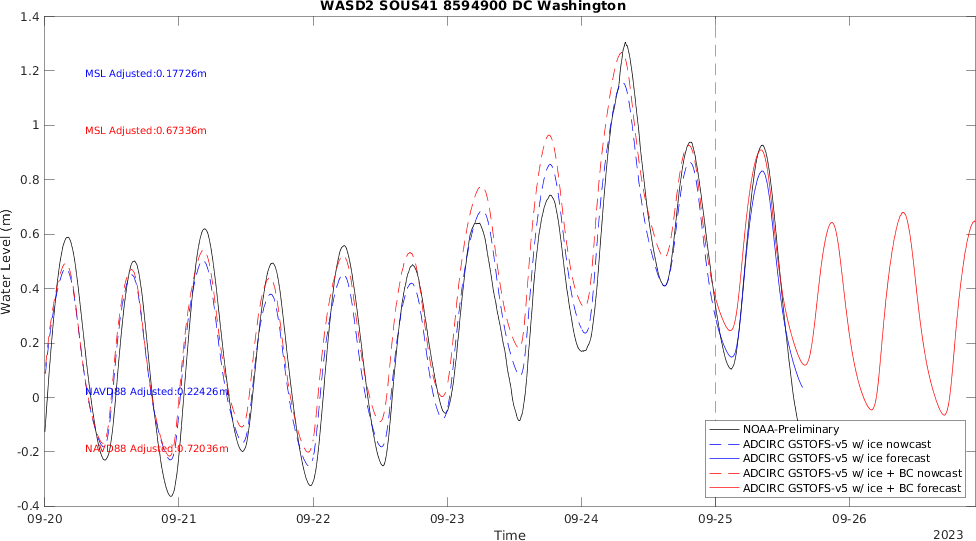 WASD2 SOUS41 8594900 DC Washington
1.4
1.2
1
0.8
0.6
0.4
0.2
0
-0.2
-0.4
Water Level (m)
MSL Adjusted:0.17726m
MSL Adjusted:0.67336m
NAVD88 Adjusted:0.22426m
NAVD88 Adjusted:0.72036m
NOAA-Preliminary
ADCIRC GSTOFS-v5 w/ ice nowcast
ADCIRC GSTOFS-v5 w/ ice forecast
ADCIRC GSTOFS-v5 w/ ice + BC nowcast
ADCIRC GSTOFS-v5 w/ ice + BC forecast
09-20 09-21 09-22 09-23 09-24 09-25 09-26
Time
2023